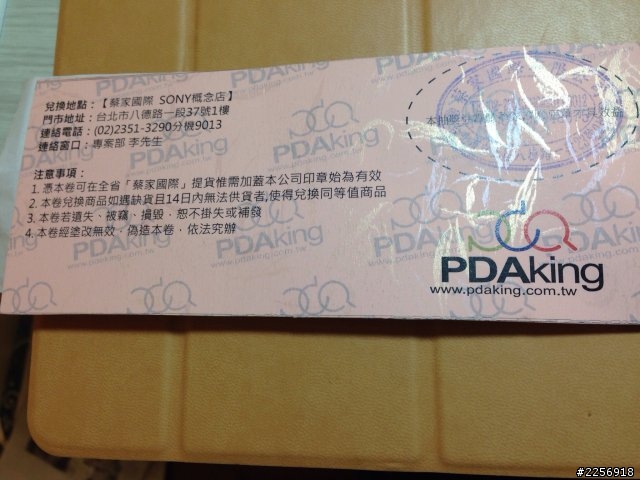 兌換地點：【蔡家國際 SONY概念店】
門市地址：台北市八德路一段37號1樓
連絡電話：(02)2351-3290分機9013
連絡窗口：專案部 李先生
注意事項：
1. 憑本卷可在全省「蔡家國際」提貨惟需加蓋本公司印章始為有效
2. 本卷兌換商品如遇缺貨且14日內無法供貨者,使得兌換同等值商品
3. 本卷若遺失、被竊、損毀，恕不掛失或補發
4. 本卷經塗改無效，偽造本卷，依法究辦
PDAking
www.pdaking.com.tw
#2256918